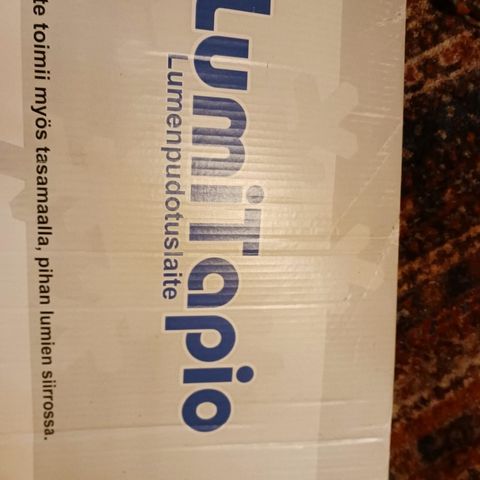 LumiTapio
Lumenpudotuslaite
te toimii myös tasamaalla, pihan lumien siirrossa.